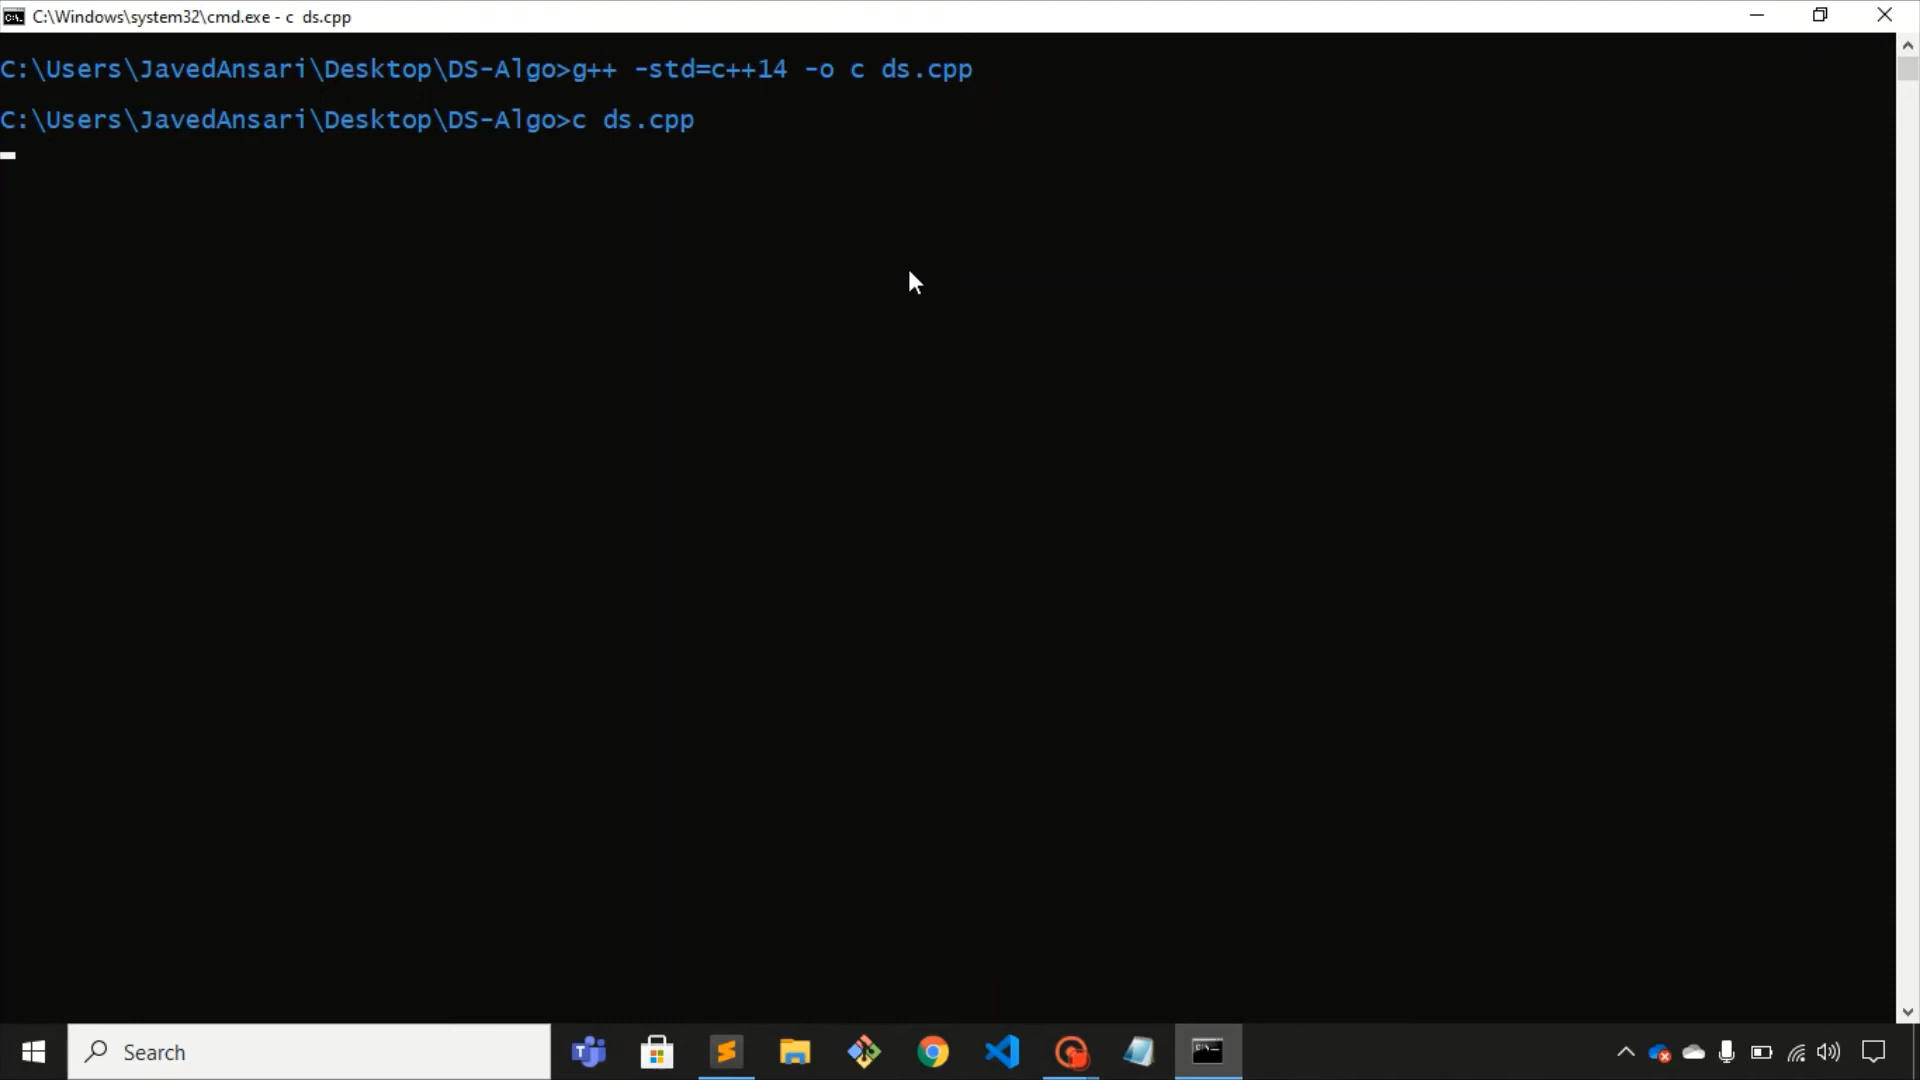 C:\Windows\system32\cmd.exe - c  ds.cpp
C:\Users\JavedAnsari\Desktop\DS-Algo>g++ -std=c++14 -o c ds.cpp
C:\Users\JavedAnsari\Desktop\DS-Algo>c ds.cpp
Search